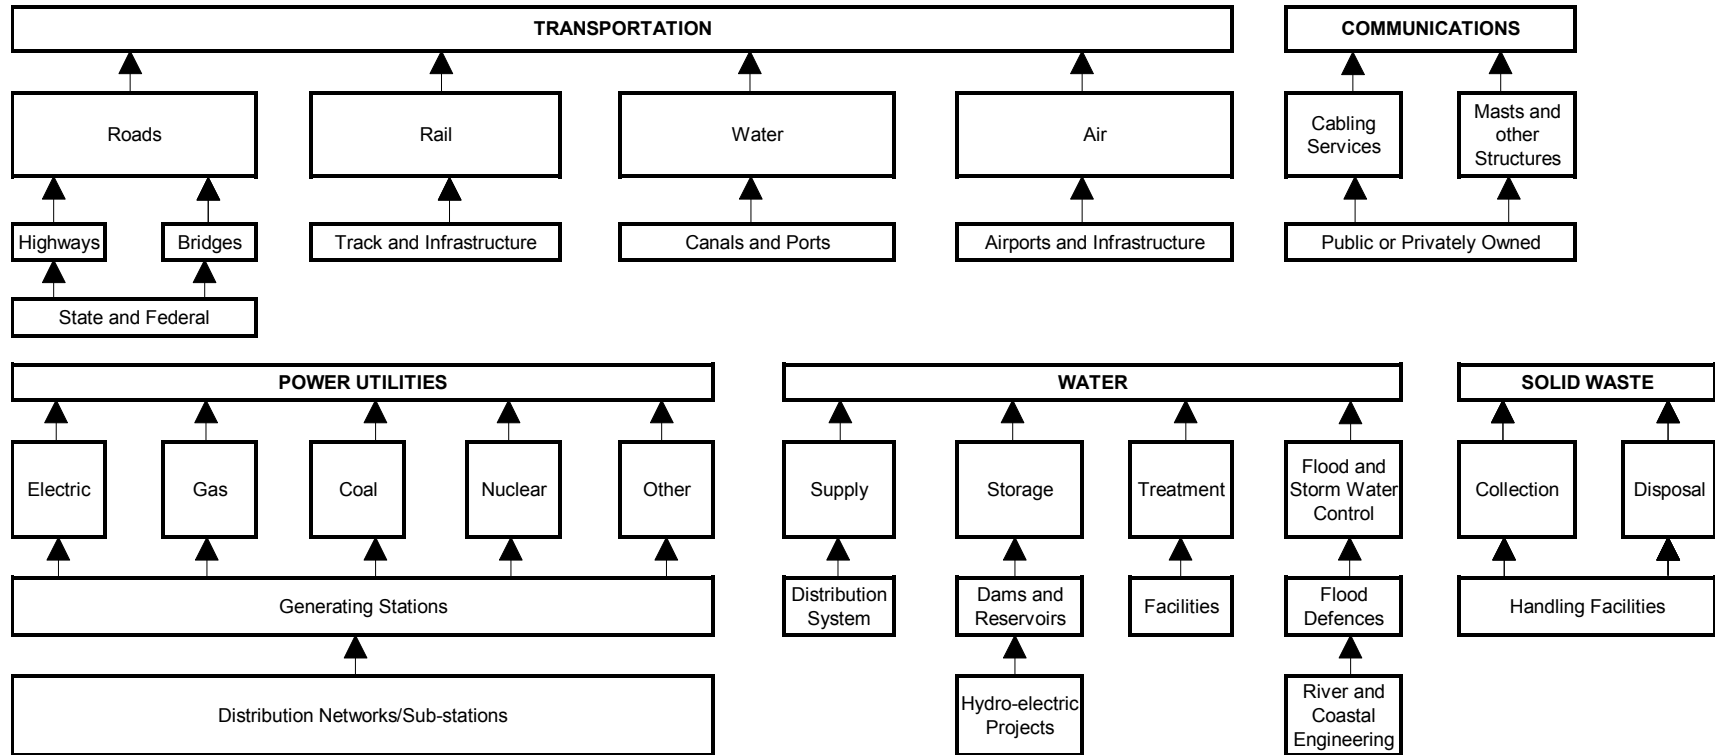 TRANSPORTATION
COMMUNICATIONS
Roads
Rail
Water
Air
Cabling
Services
Masts and
other
Structures
Highways
Bridges
Track and Infrastructure
Canals and Ports
Airports and Infrastructure
Public or Privately Owned
State and Federal
POWER UTILITIES
WATER
SOLID WASTE
Electric
Gas
Coal
Nuclear
Other
Supply
Storage
Treatment
Flood and
Storm Water
Control
Collection
Disposal
Generating Stations
Distribution
System
Dams and
Reservoirs
Facilities
Flood
Defences
Handling Facilities
Distribution Networks/Sub-stations
Hydro-electric
Projects
River and
Coastal
Engineering